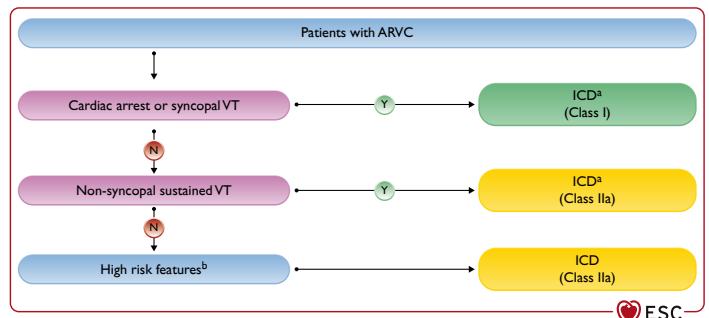 Patients with ARVC
Cardiac arrest or syncopal VT
Y
ICDᵃ
(Class I)
N
Non-syncopal sustained VT
Y
ICDᵃ
(Class IIa)
N
High risk featuresᵇ
ICD
(Class IIa)
ESC